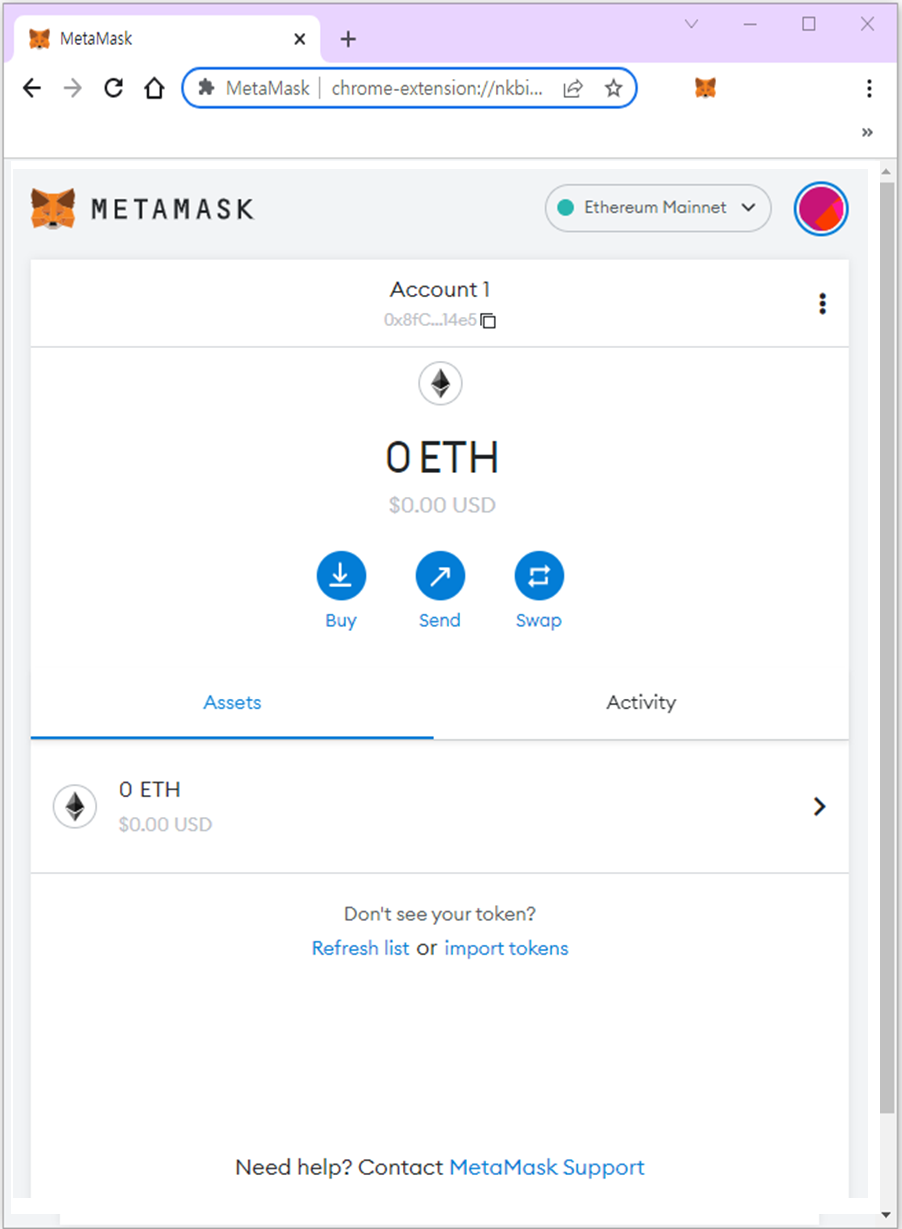 MetaMask
MetaMask | chrome-extension://nkbi...
»
METAMASK
Ethereum Mainnet
Account 1
0x8fC...14e5
0 ETH
$0.00 USD
Buy Send Swap
Assets Activity
0 ETH
$0.00 USD
Don't see your token?
Refresh list or import tokens
Need help? Contact MetaMask Support